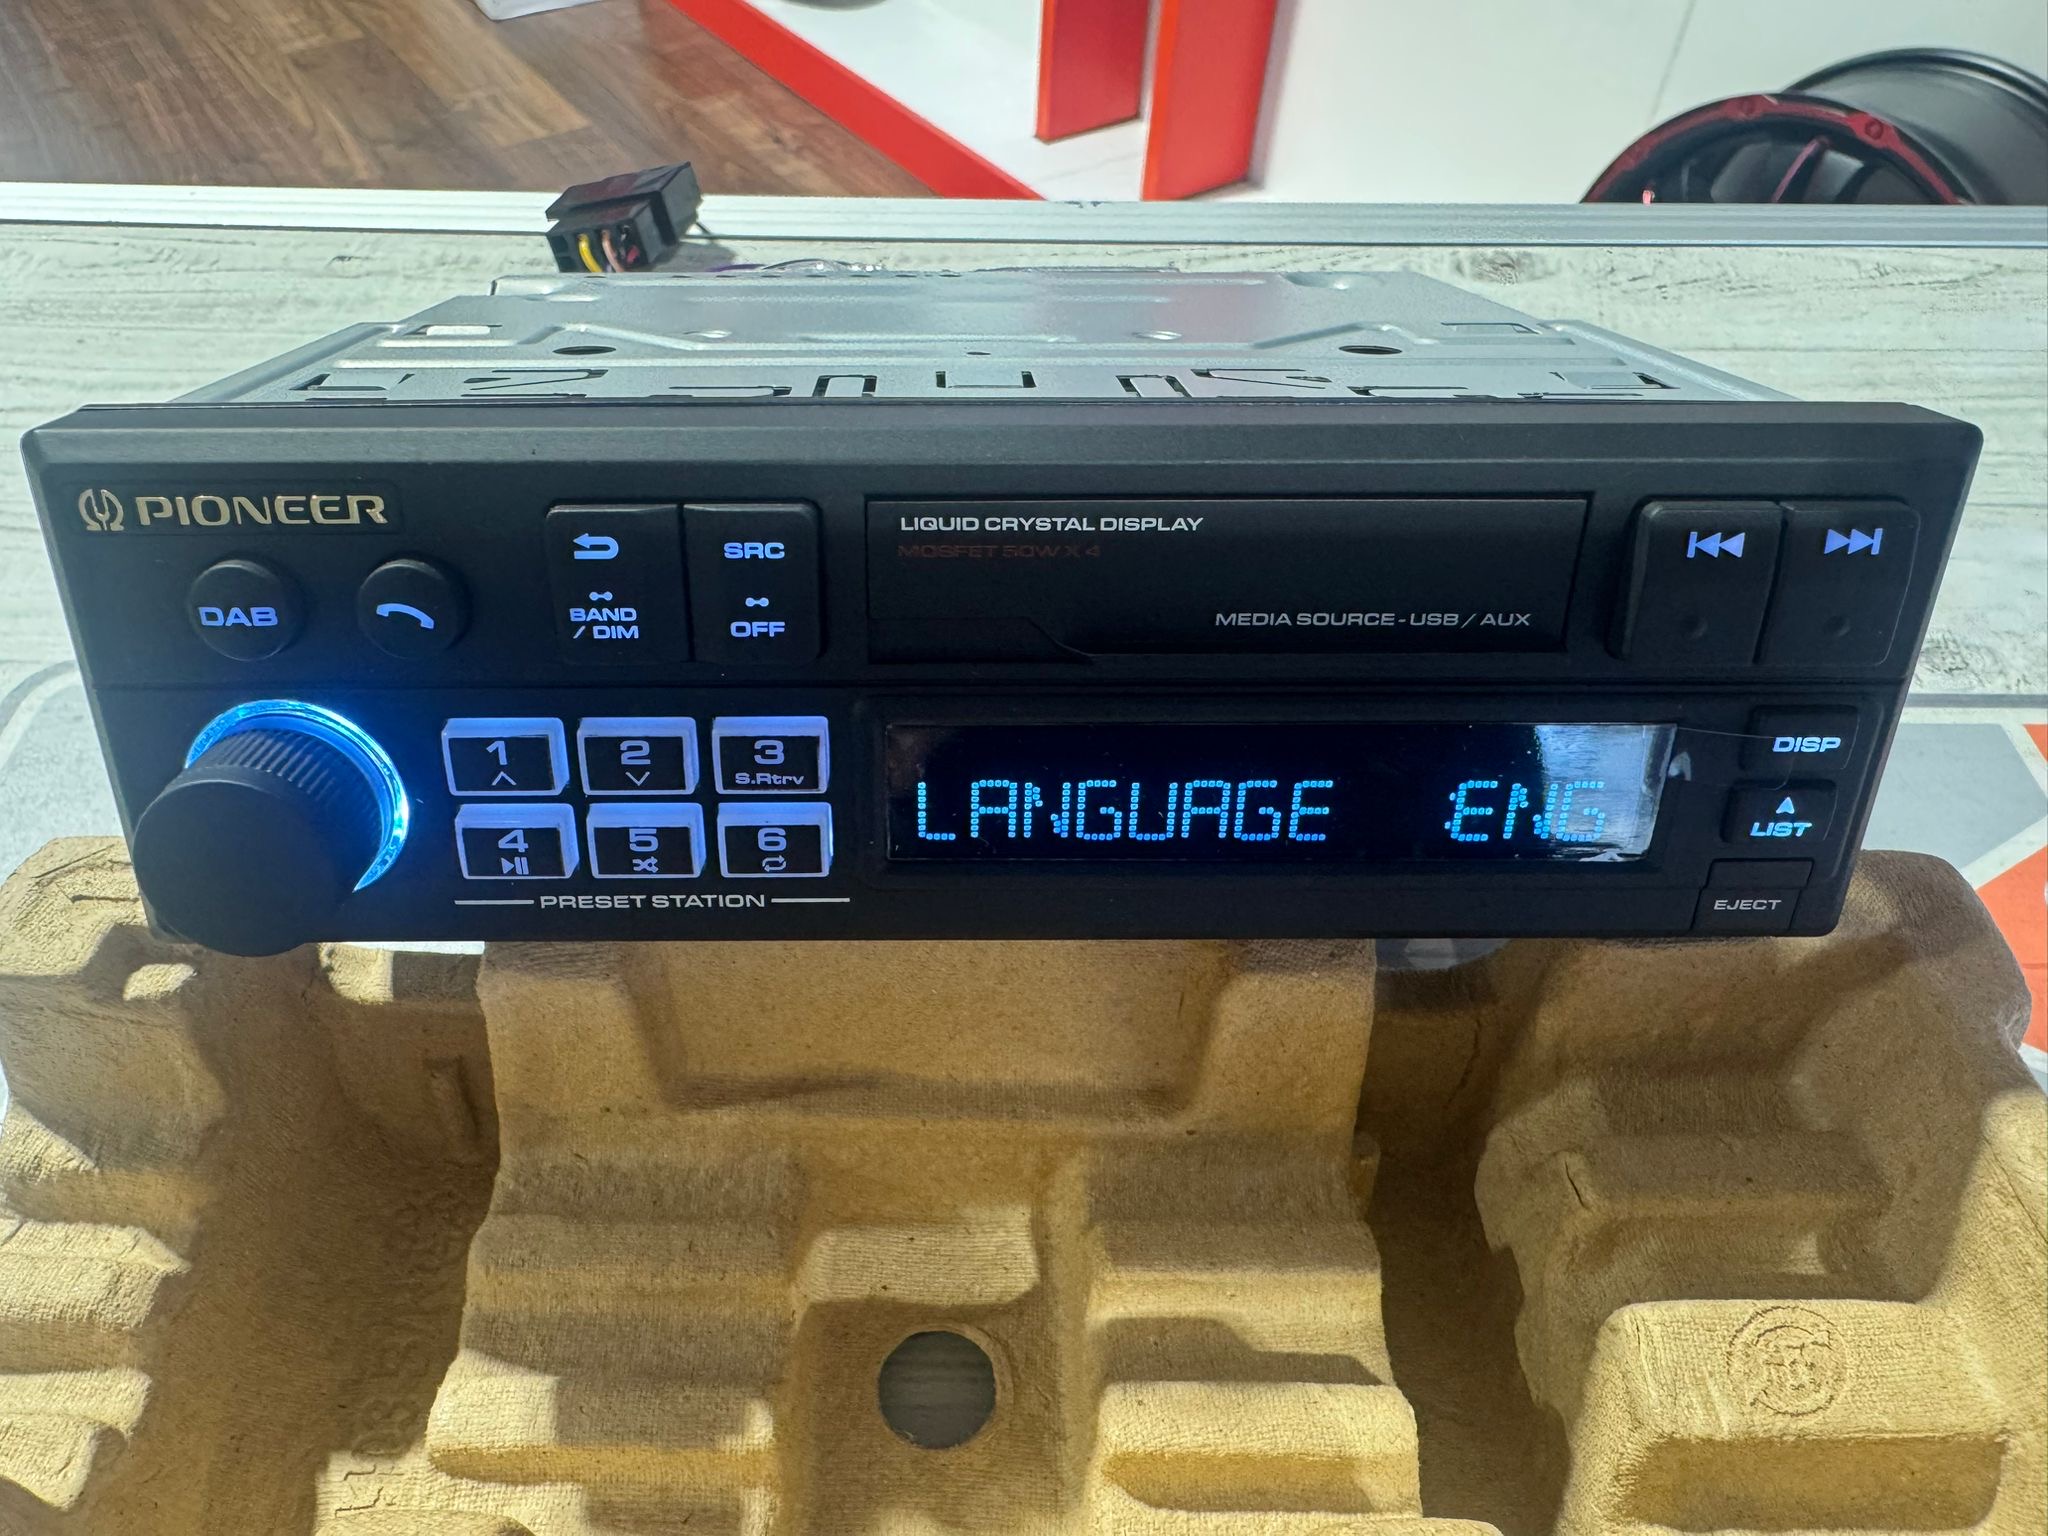 PIONEER
DAB
BAND
/ DIM
SRC
OFF
LIQUID CRYSTAL DISPLAY
MOSFET 50W X 4
MEDIA SOURCE - USB / AUX
1
2
3
S.Rtrv
4
5
6
PRESET STATION
LANGUAGE ENG
DISP
LIST
EJECT